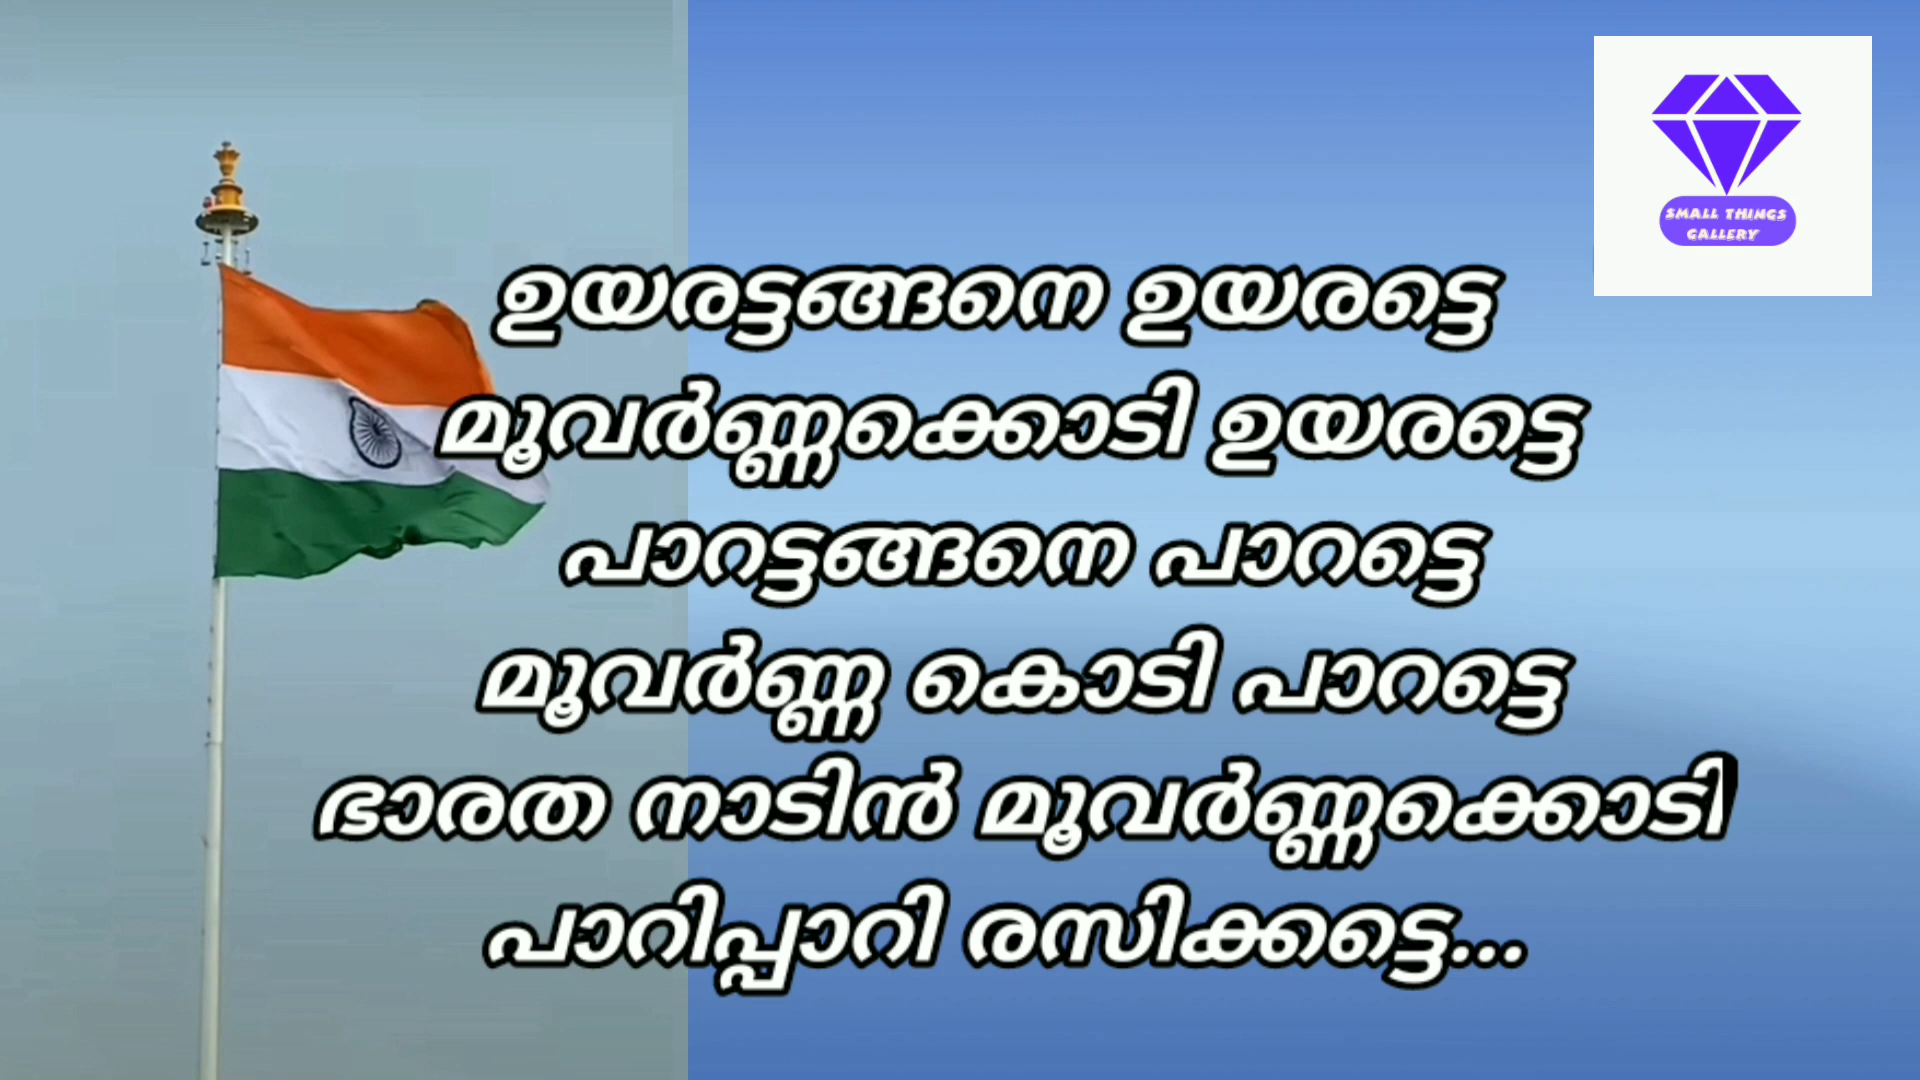 SMALL THINGS
GALLERY
ഉയരട്ടങ്ങനെ ഉയരട്ടെ
മൂവർണ്ണക്കൊടി ഉയരട്ടെ
പാറട്ടങ്ങനെ പാറട്ടെ
മൂവർണ്ണ കൊടി പാറട്ടെ
ഭാരത നാടിൻ മൂവർണ്ണക്കൊടി
പാറിപ്പാറി രസിക്കട്ടെ...